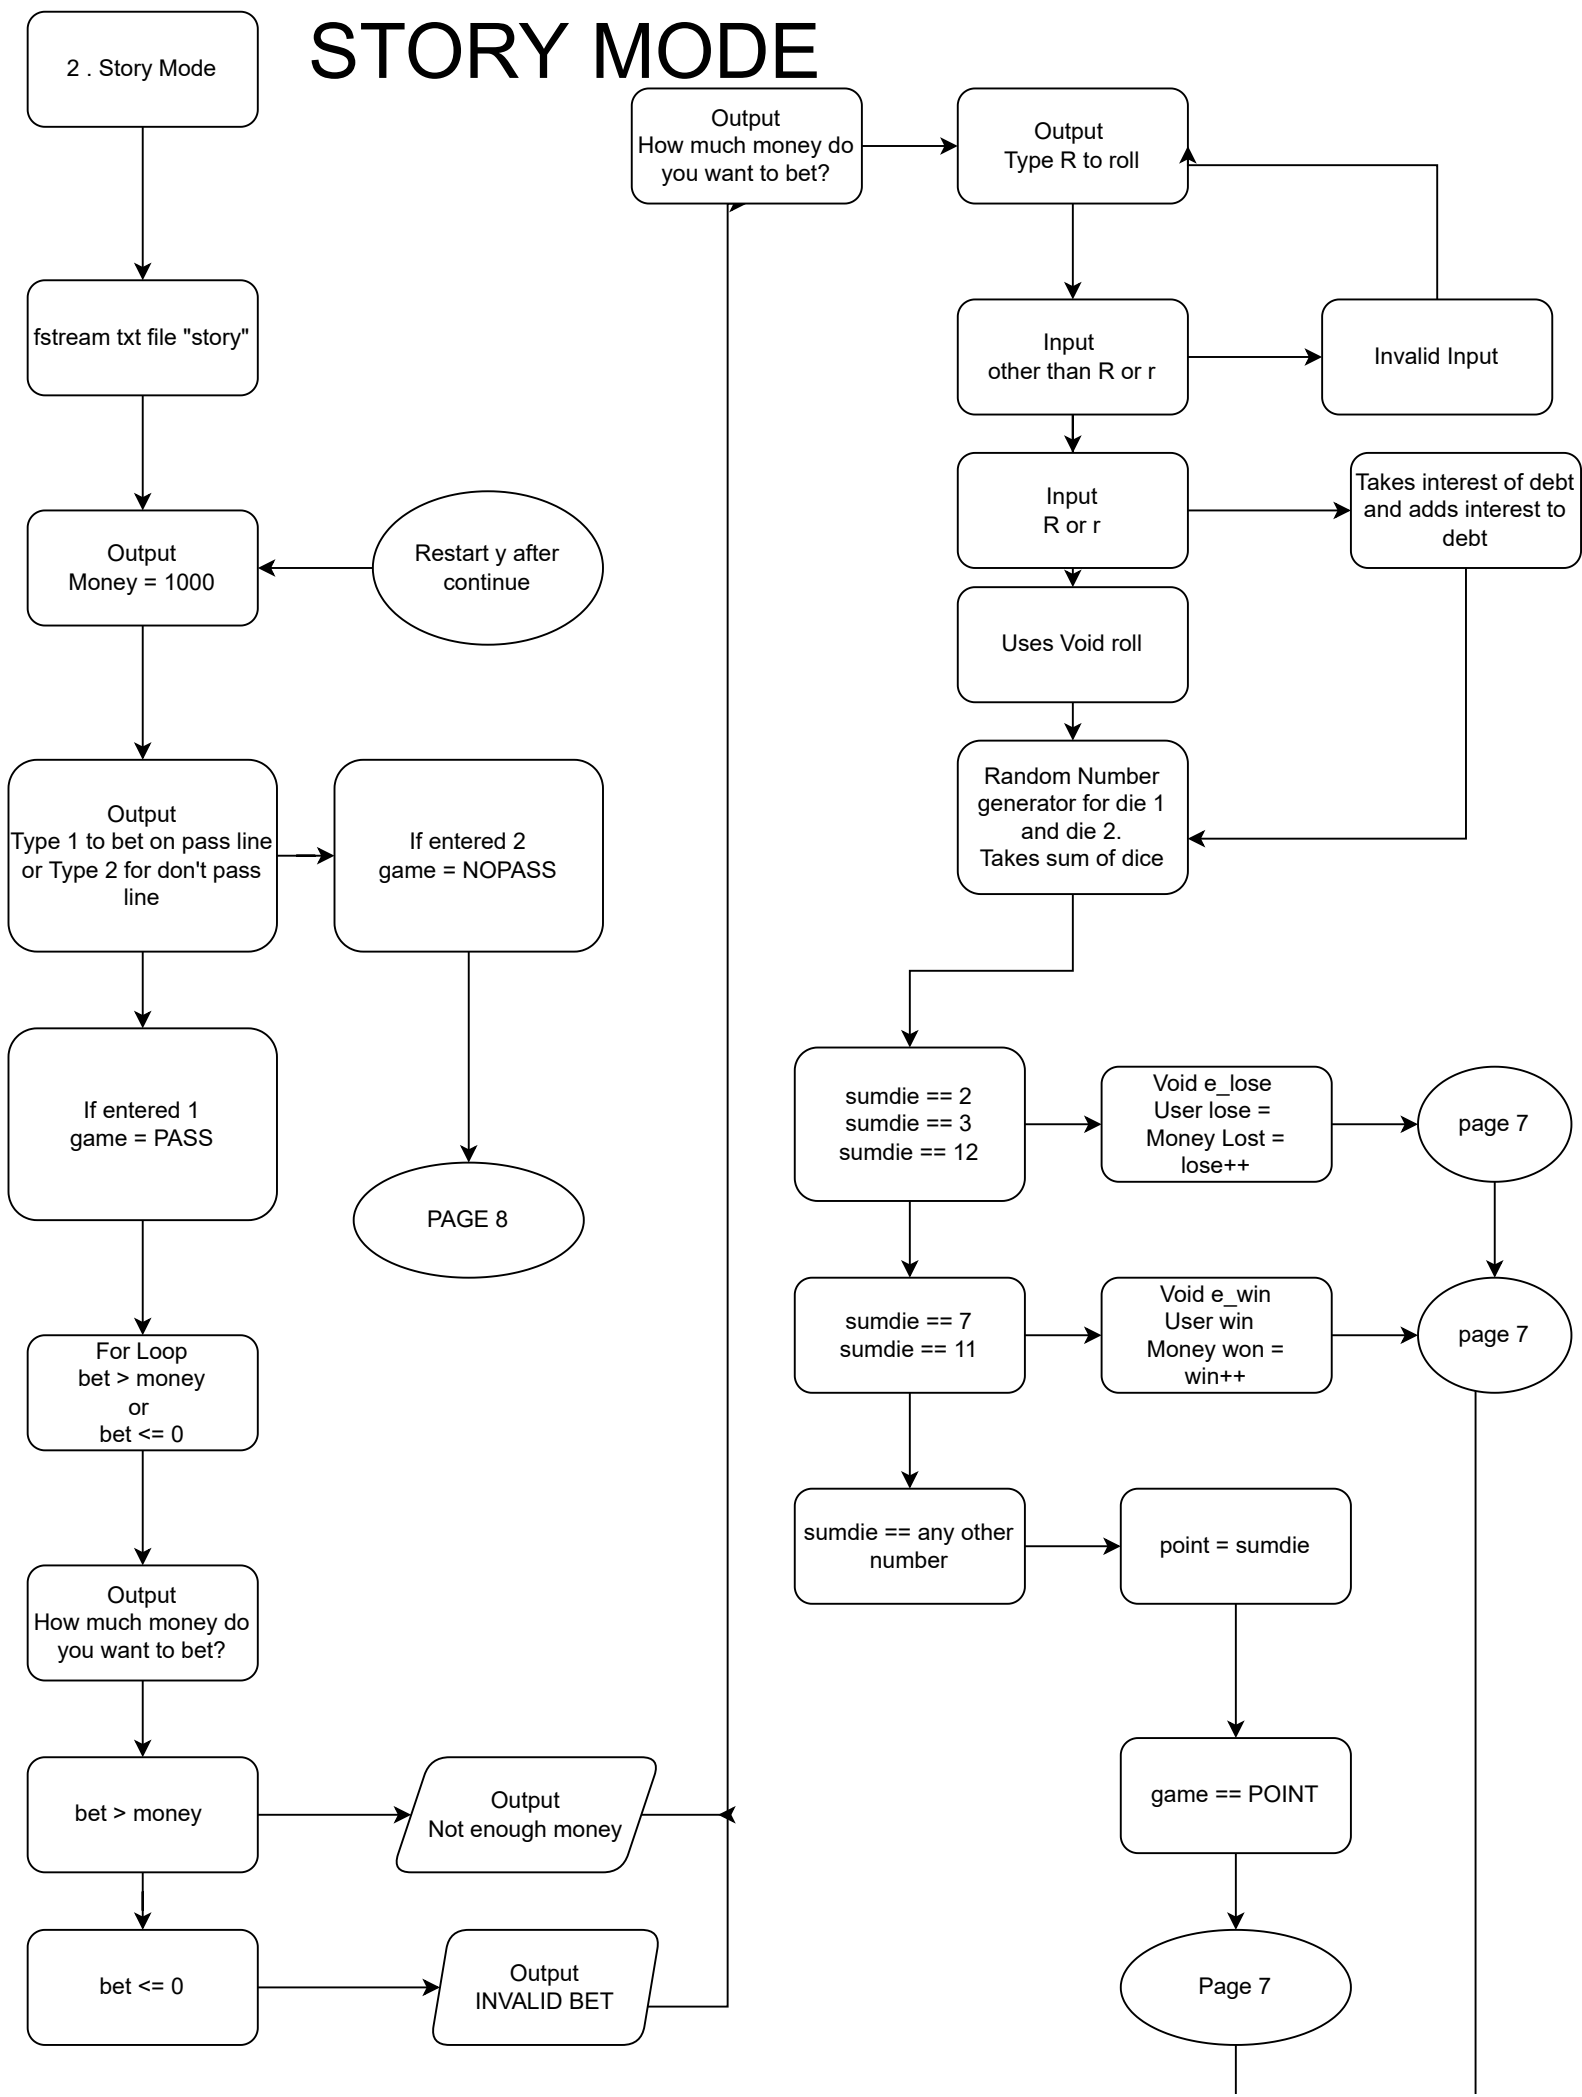 STORY MODE
2 . Story Mode
fstream txt file "story"
Output
Money = 1000
Restart y after
continue
Output
Type 1 to bet on pass line
or Type 2 for don't pass
line
If entered 2
game = NOPASS
If entered 1
game = PASS
PAGE 8
For Loop
bet > money
or
bet <= 0
Output
How much money do
you want to bet?
bet > money
Output
Not enough money
bet <= 0
Output
INVALID BET
Output
How much money do
you want to bet?
Output
Type R to roll
Input
other than R or r
Invalid Input
Input
R or r
Takes interest of debt
and adds interest to
debt
Uses Void roll
Random Number
generator for die 1
and die 2.
Takes sum of dice
sumdie == 2
sumdie == 3
sumdie == 12
Void e_lose
User lose =
Money Lost =
lose++
page 7
sumdie == 7
sumdie == 11
Void e_win
User win
Money won =
win++
page 7
sumdie == any other
number
point = sumdie
game == POINT
Page 7